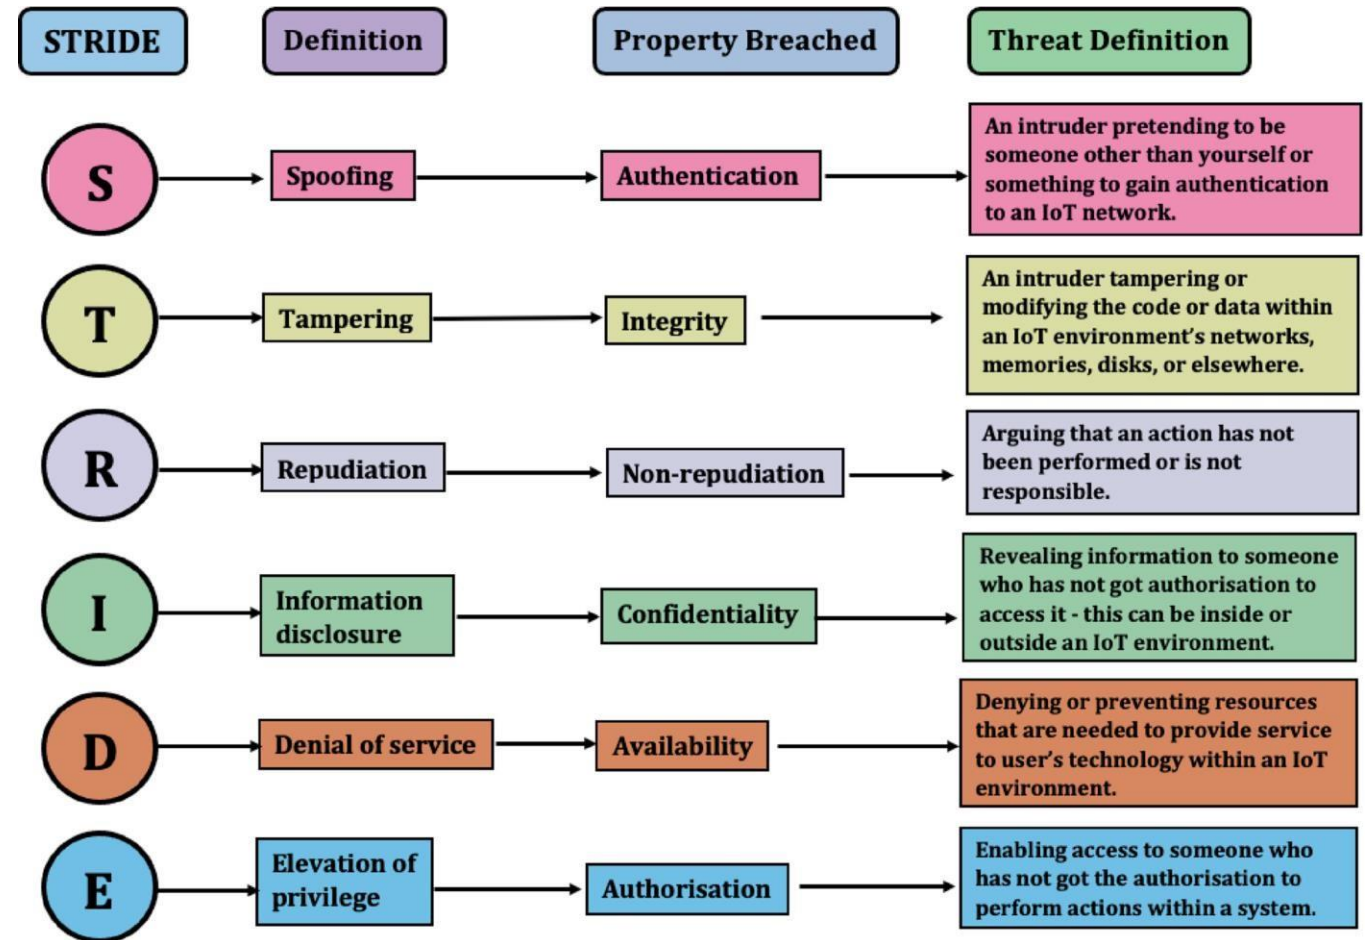 STRIDE
Definition
Property Breached
Threat Definition
S
Spoofing
Authentication
An intruder pretending to be
someone other than yourself or
something to gain authentication
to an IoT network.
T
Tampering
Integrity
An intruder tampering or
modifying the code or data within
an IoT environment's networks,
memories, disks, or elsewhere.
R
Repudiation
Non-repudiation
Arguing that an action has not
been performed or is not
responsible.
I
Information
disclosure
Confidentiality
Revealing information to someone
who has not got authorisation to
access it - this can be inside or
outside an IoT environment.
D
Denial of service
Availability
Denying or preventing resources
that are needed to provide service
to user's technology within an IoT
environment.
E
Elevation of
privilege
Authorisation
Enabling access to someone who
has not got the authorisation to
perform actions within a system.